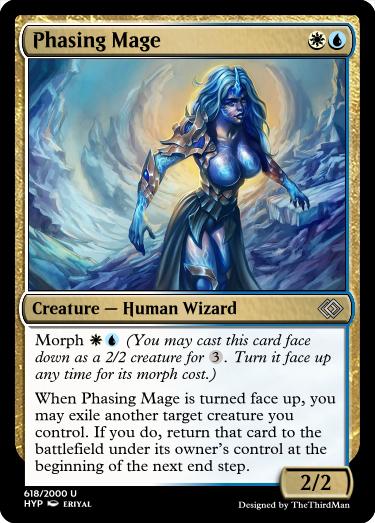 Phasing Mage
Creature — Human Wizard
Morph (You may cast this card face
down as a 2/2 creature for 3. Turn it face up
any time for its morph cost.)
When Phasing Mage is turned face up, you
may exile another target creature you
control. If you do, return that card to the
battlefield under its owner's control at the
beginning of the next end step.
2/2
618/2000 U
HYP ERIYAL
Designed by TheThirdMan